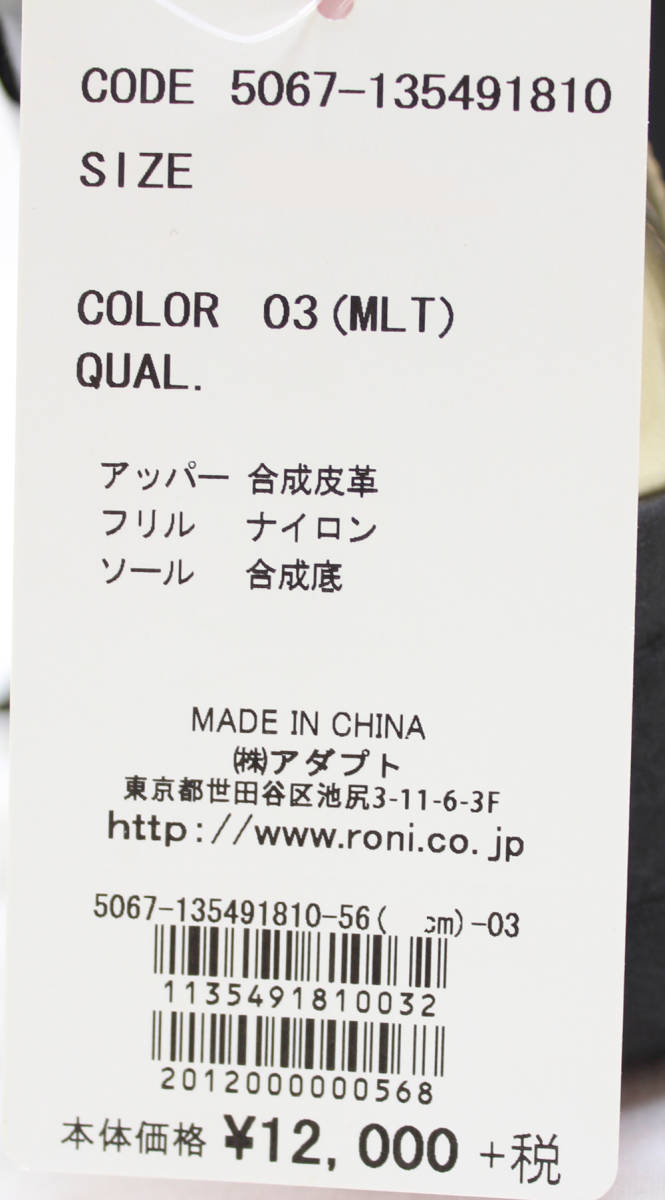 CODE 5067-135491810
SIZE
COLOR 03(MLT)
QUAL.
アッパー 合成皮革
フリル ナイロン
ソール 合成底
MADE IN CHINA
㈱アダプト
東京都世田谷区池尻3-11-6-3F
http://www.roni.co.jp
5067-135491810-56( cm)-03
1135491810032
2012000000568
本体価格 ¥12,000 +税